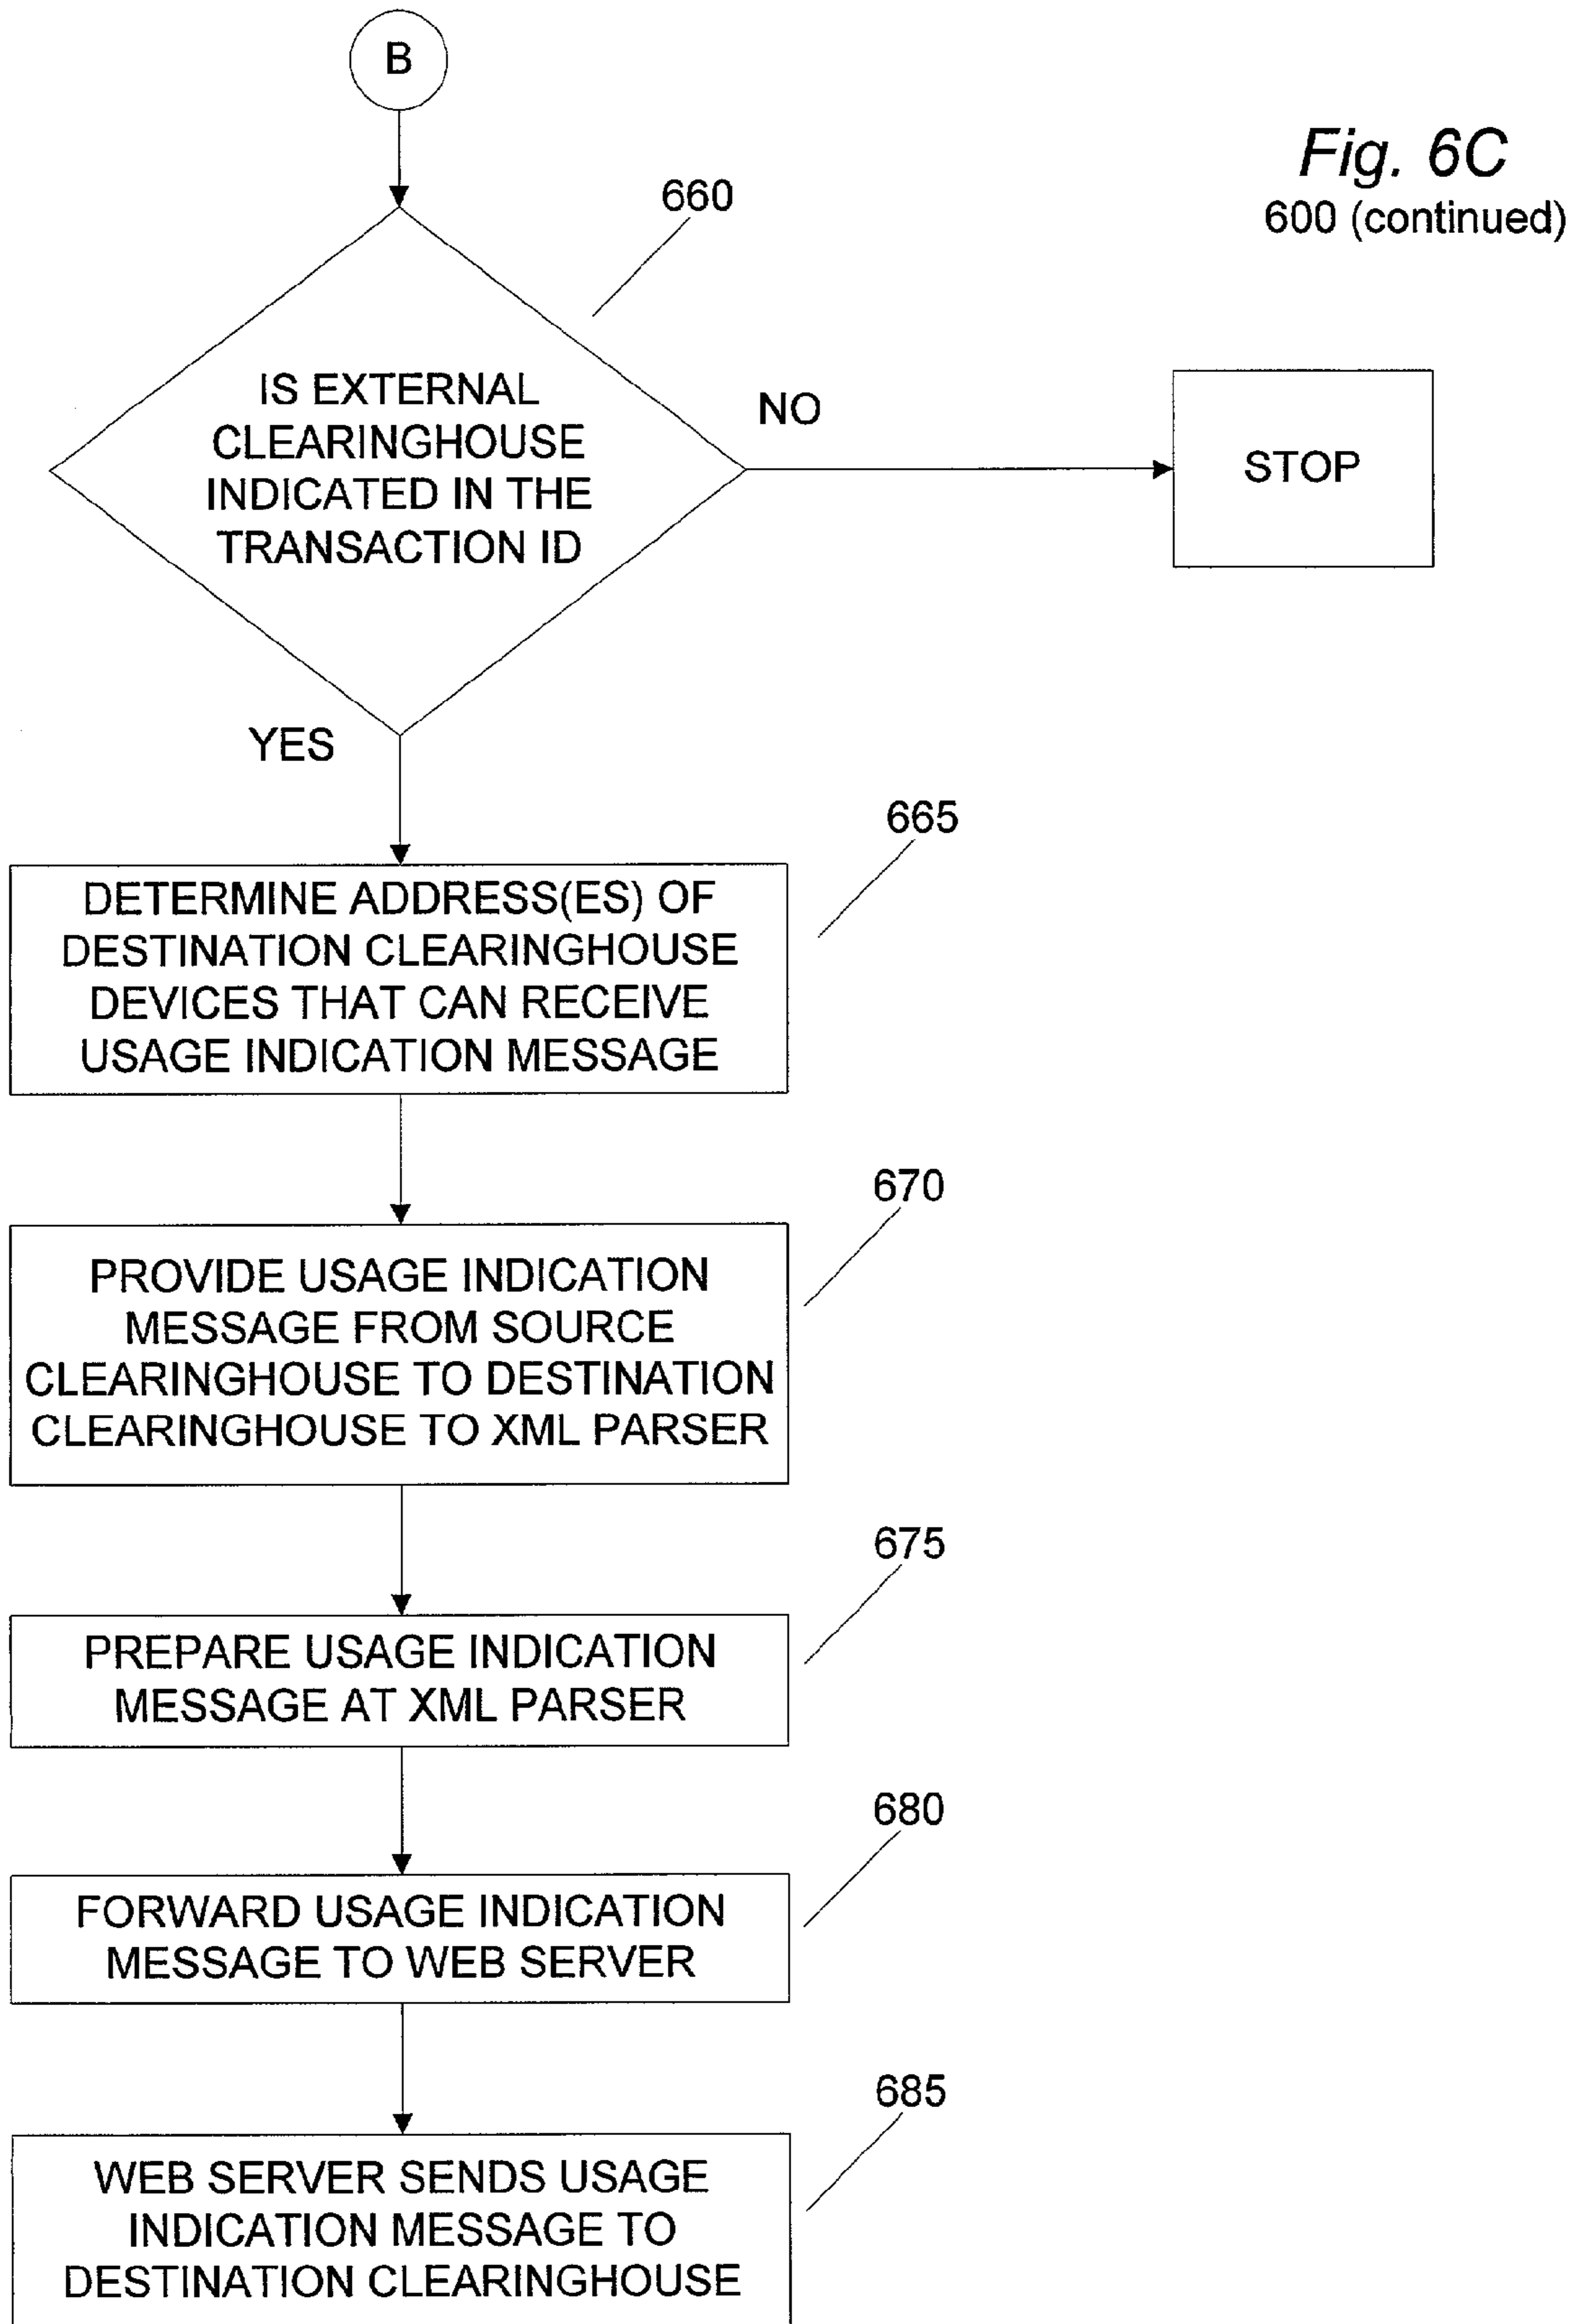 B
Fig. 6C
600 (continued)
660
IS EXTERNAL
CLEARINGHOUSE
INDICATED IN THE
TRANSACTION ID
NO
STOP
YES
665
DETERMINE ADDRESS(ES) OF
DESTINATION CLEARINGHOUSE
DEVICES THAT CAN RECEIVE
USAGE INDICATION MESSAGE
670
PROVIDE USAGE INDICATION
MESSAGE FROM SOURCE
CLEARINGHOUSE TO DESTINATION
CLEARINGHOUSE TO XML PARSER
675
PREPARE USAGE INDICATION
MESSAGE AT XML PARSER
680
FORWARD USAGE INDICATION
MESSAGE TO WEB SERVER
685
WEB SERVER SENDS USAGE
INDICATION MESSAGE TO
DESTINATION CLEARINGHOUSE